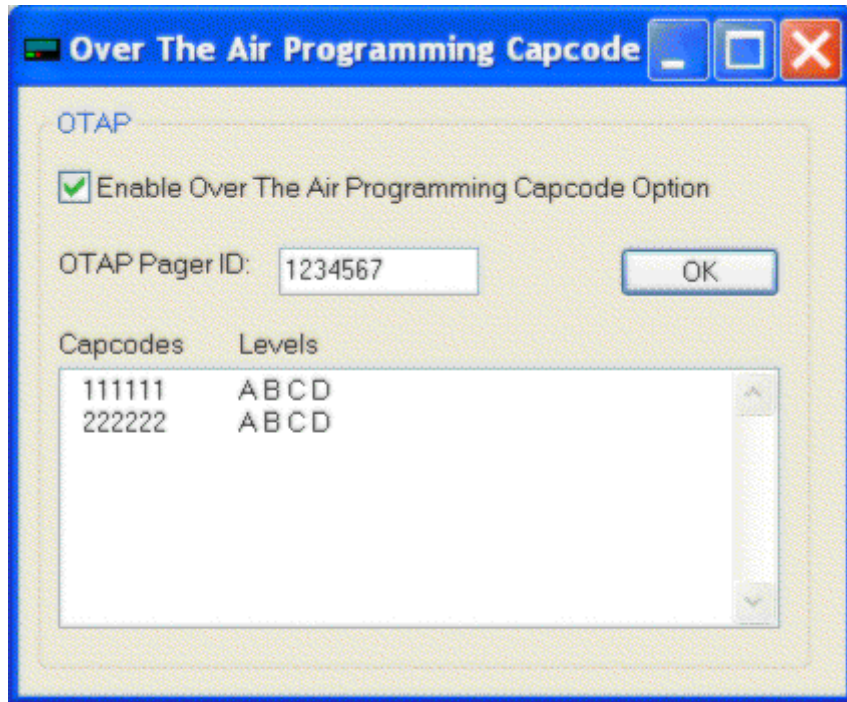 Over The Air Programming Capcode
OTAP
Enable Over The Air Programming Capcode Option
OTAP Pager ID: 1234567 OK
Capcodes Levels
111111 A B C D
222222 A B C D